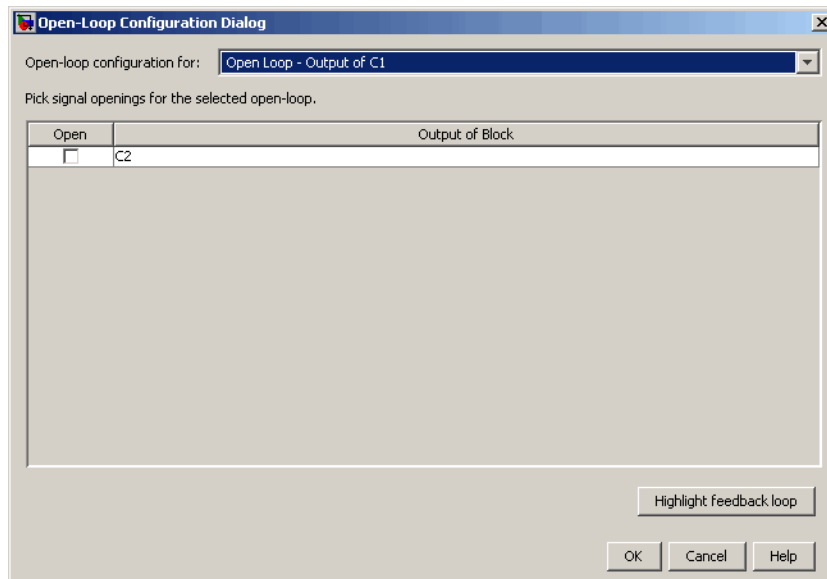 Open-Loop Configuration Dialog
Open-loop configuration for: Open Loop - Output of C1
Pick signal openings for the selected open-loop.
Open Output of Block
C2
Highlight feedback loop
OK Cancel Help